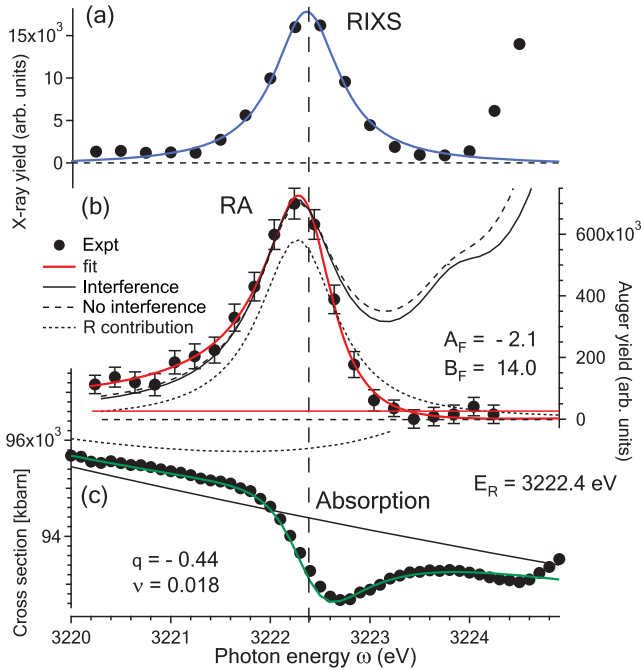 (a)
RIXS
15x10³
10
5
0
X-ray yield (arb. units)
(b)
RA
Expt
fit
Interference
No interference
R contribution
600x10³
400
200
0
Auger yield (arb. units)
A_F = - 2.1
B_F = 14.0
96x10³
94
Cross section [kbarn]
(c)
Absorption
E_R = 3222.4 eV
q = - 0.44
ν = 0.018
3220 3221 3222 3223 3224
Photon energy ω (eV)